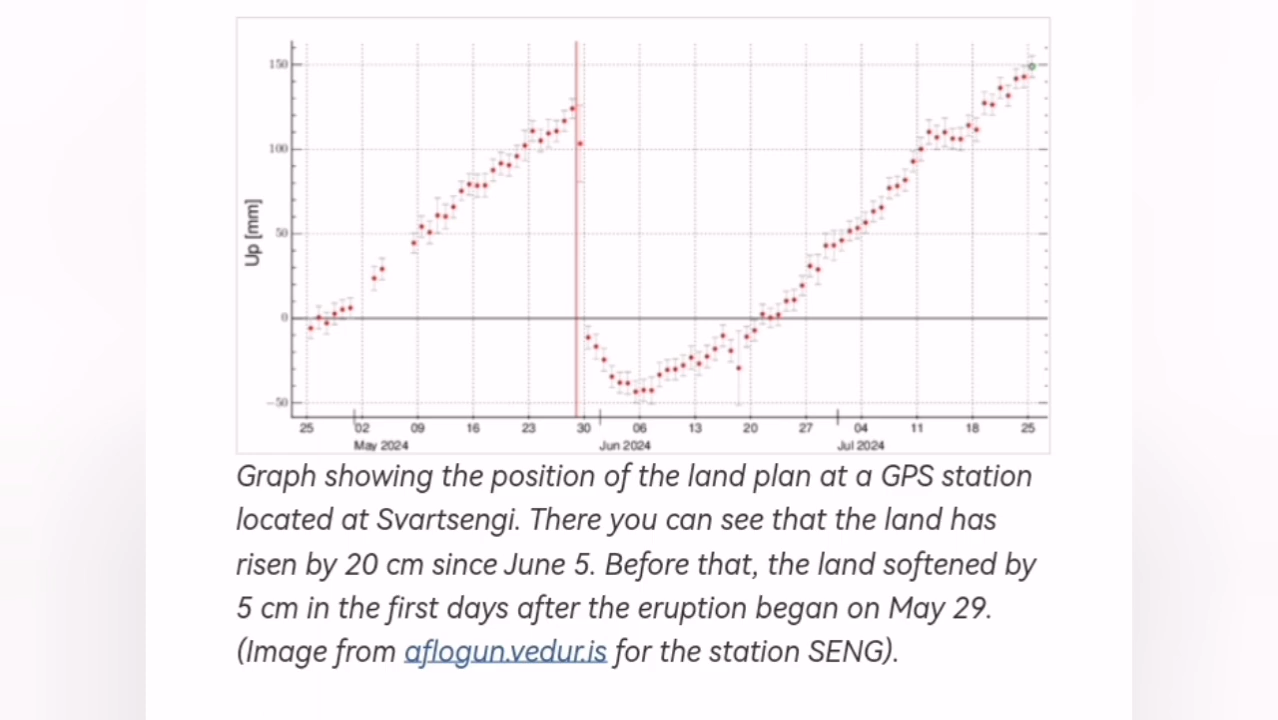 150
100
50
0
-50
Up [mm]
25 02 09 16 23 30 06 13 20 27 04 11 18 25
May 2024 Jun 2024 Jul 2024
Graph showing the position of the land plan at a GPS station
located at Svartsengi. There you can see that the land has
risen by 20 cm since June 5. Before that, the land softened by
5 cm in the first days after the eruption began on May 29.
(Image from aflogun.vedur.is for the station SENG).